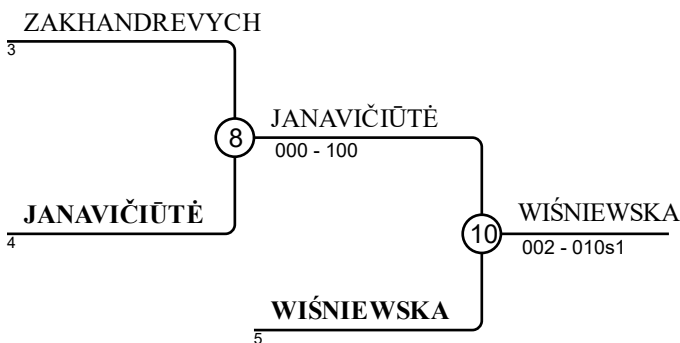 ZAKHANDREVYCH
3
8
JANAVIČIŪTĖ
000 - 100
JANAVIČIŪTĖ
4
10
WIŚNIEWSKA
002 - 010s1
WIŚNIEWSKA
5